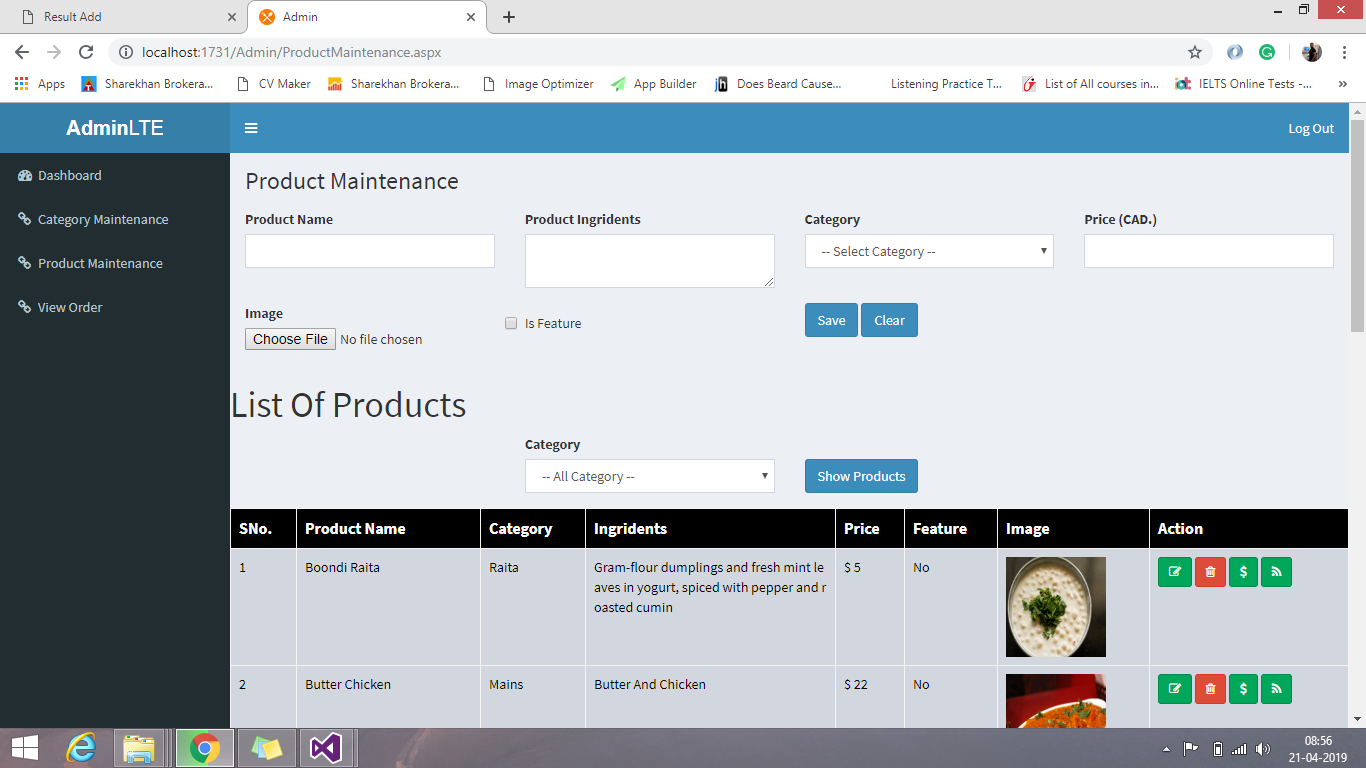 Result Add
Admin
localhost:1731/Admin/ProductMaintenance.aspx
Apps
Sharekhan Brokera...
CV Maker
Sharekhan Brokera...
Image Optimizer
App Builder
Does Beard Cause...
Listening Practice T...
List of All courses in...
IELTS Online Tests -...
AdminLTE
Log Out
Dashboard
Category Maintenance
Product Maintenance
View Order
Product Maintenance
Product Name
Product Ingridents
Category
Price (CAD.)
-- Select Category --
Image
Choose File No file chosen
Is Feature
Save
Clear
List Of Products
Category
-- All Category --
Show Products
SNo. Product Name Category Ingridents Price Feature Image Action
1 Boondi Raita Raita Gram-flour dumplings and fresh mint le $ 5 No
aves in yogurt, spiced with pepper and r
oasted cumin
2 Butter Chicken Mains Butter And Chicken $ 22 No
08:56
21-04-2019